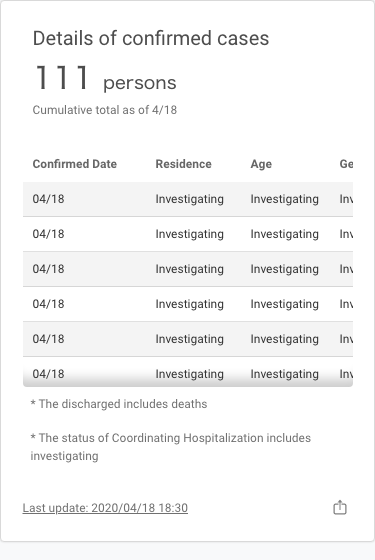 Details of confirmed cases
111 persons
Cumulative total as of 4/18
Confirmed Date Residence Age Ge
04/18 Investigating Investigating Inv
04/18 Investigating Investigating Inv
04/18 Investigating Investigating Inv
04/18 Investigating Investigating Inv
04/18 Investigating Investigating Inv
04/18 Investigating Investigating Inv
* The discharged includes deaths
* The status of Coordinating Hospitalization includes
investigating
Last update: 2020/04/18 18:30